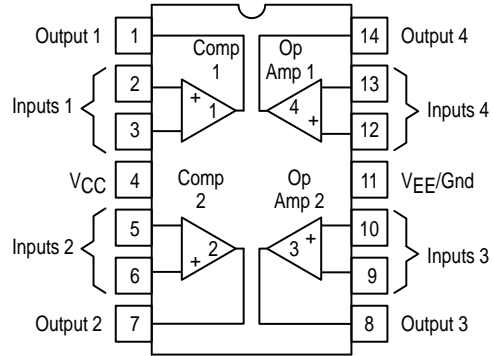 Output 1
1
Comp
1
Op
Amp 1
14
Output 4
Inputs 1
2
3
+
1
4
+
13
12
Inputs 4
VCC
4
Comp
2
Op
Amp 2
11
VEE/Gnd
Inputs 2
5
6
+
2
3
+
10
9
Inputs 3
Output 2
7
8
Output 3